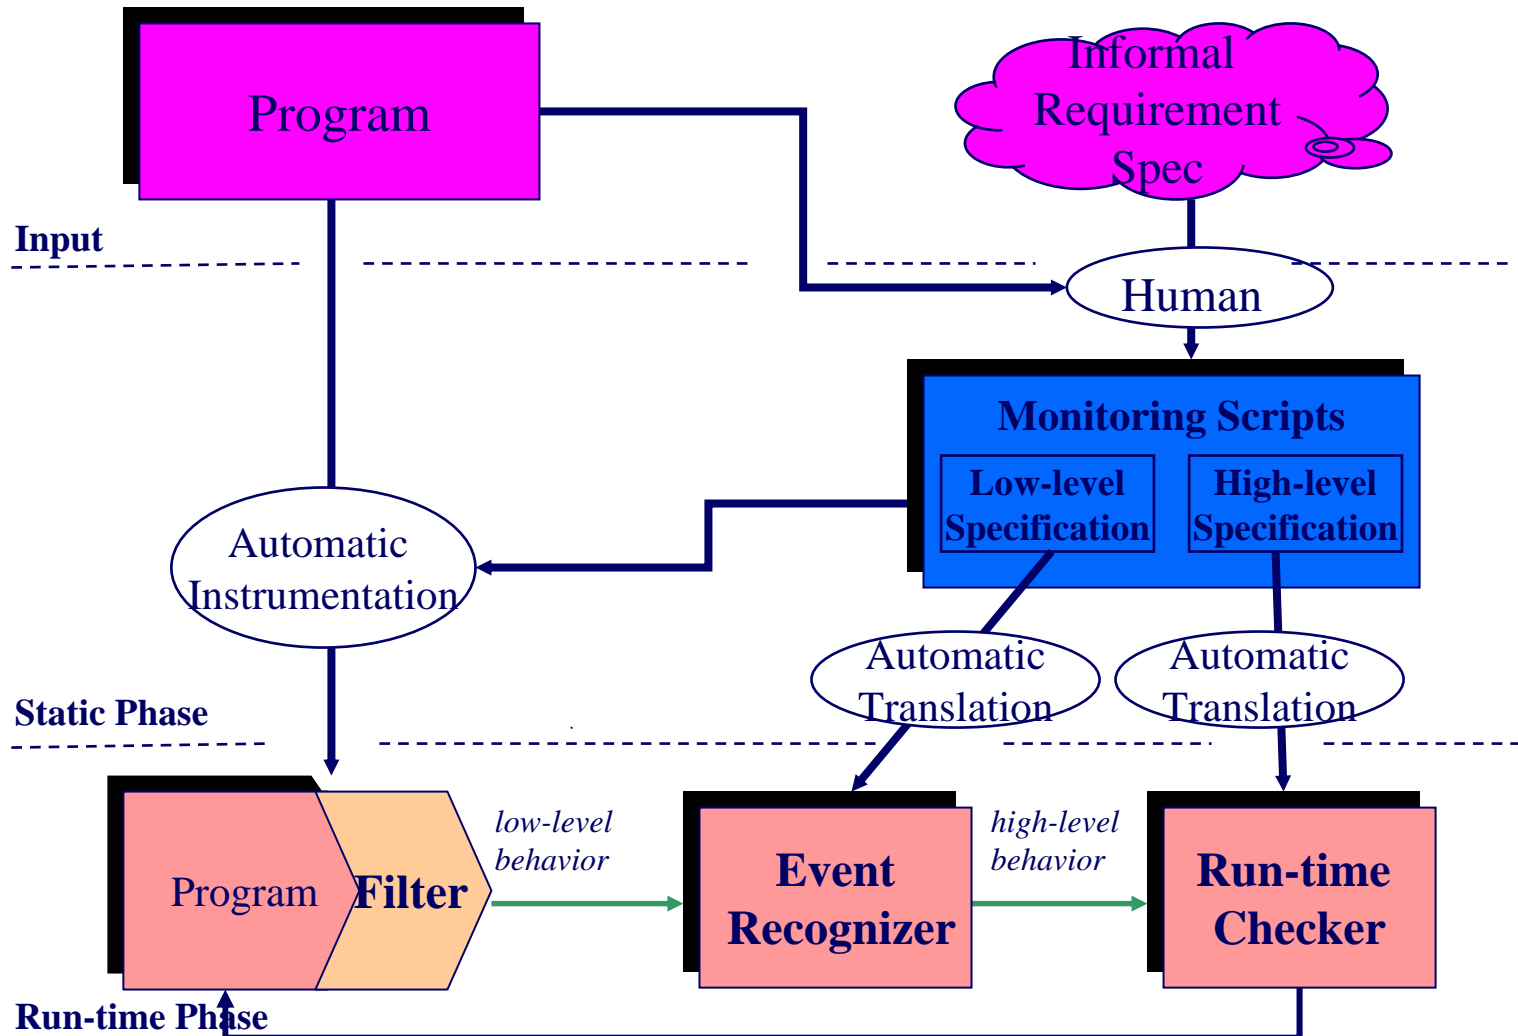 Program
Informal
Requirement
Spec
Input
Human
Monitoring Scripts
Low-level
Specification
High-level
Specification
Automatic
Instrumentation
Automatic
Translation
Automatic
Translation
Static Phase
Program
Filter
low-level
behavior
Event
Recognizer
high-level
behavior
Run-time
Checker
Run-time Phase